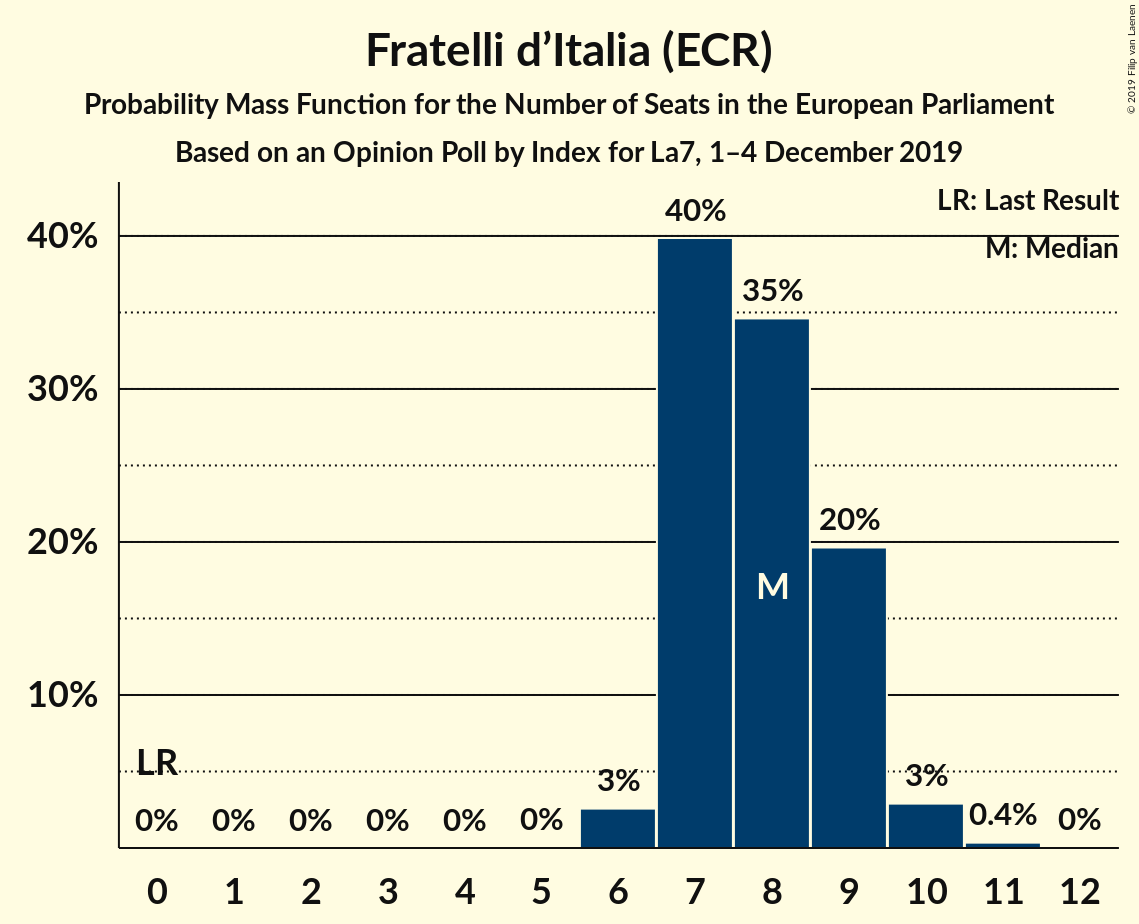 Fratelli d’Italia (ECR)
Probability Mass Function for the Number of Seats in the European Parliament
Based on an Opinion Poll by Index for La7, 1–4 December 2019
© 2019 Filip van Laenen
LR: Last Result
M: Median
40%
30%
20%
10%
40%
35%
20%
M
LR
0% 0% 0% 0% 0% 0% 3% 3% 0.4% 0%
0 1 2 3 4 5 6 7 8 9 10 11 12